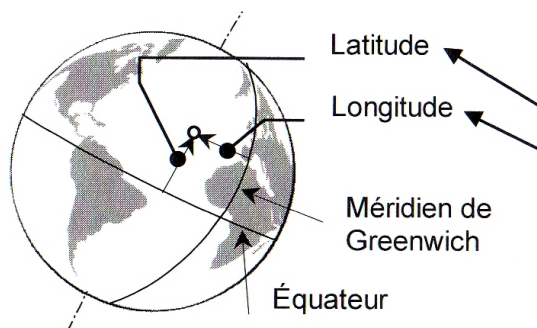 Latitude
Longitude
Méridien de
Greenwich
Équateur